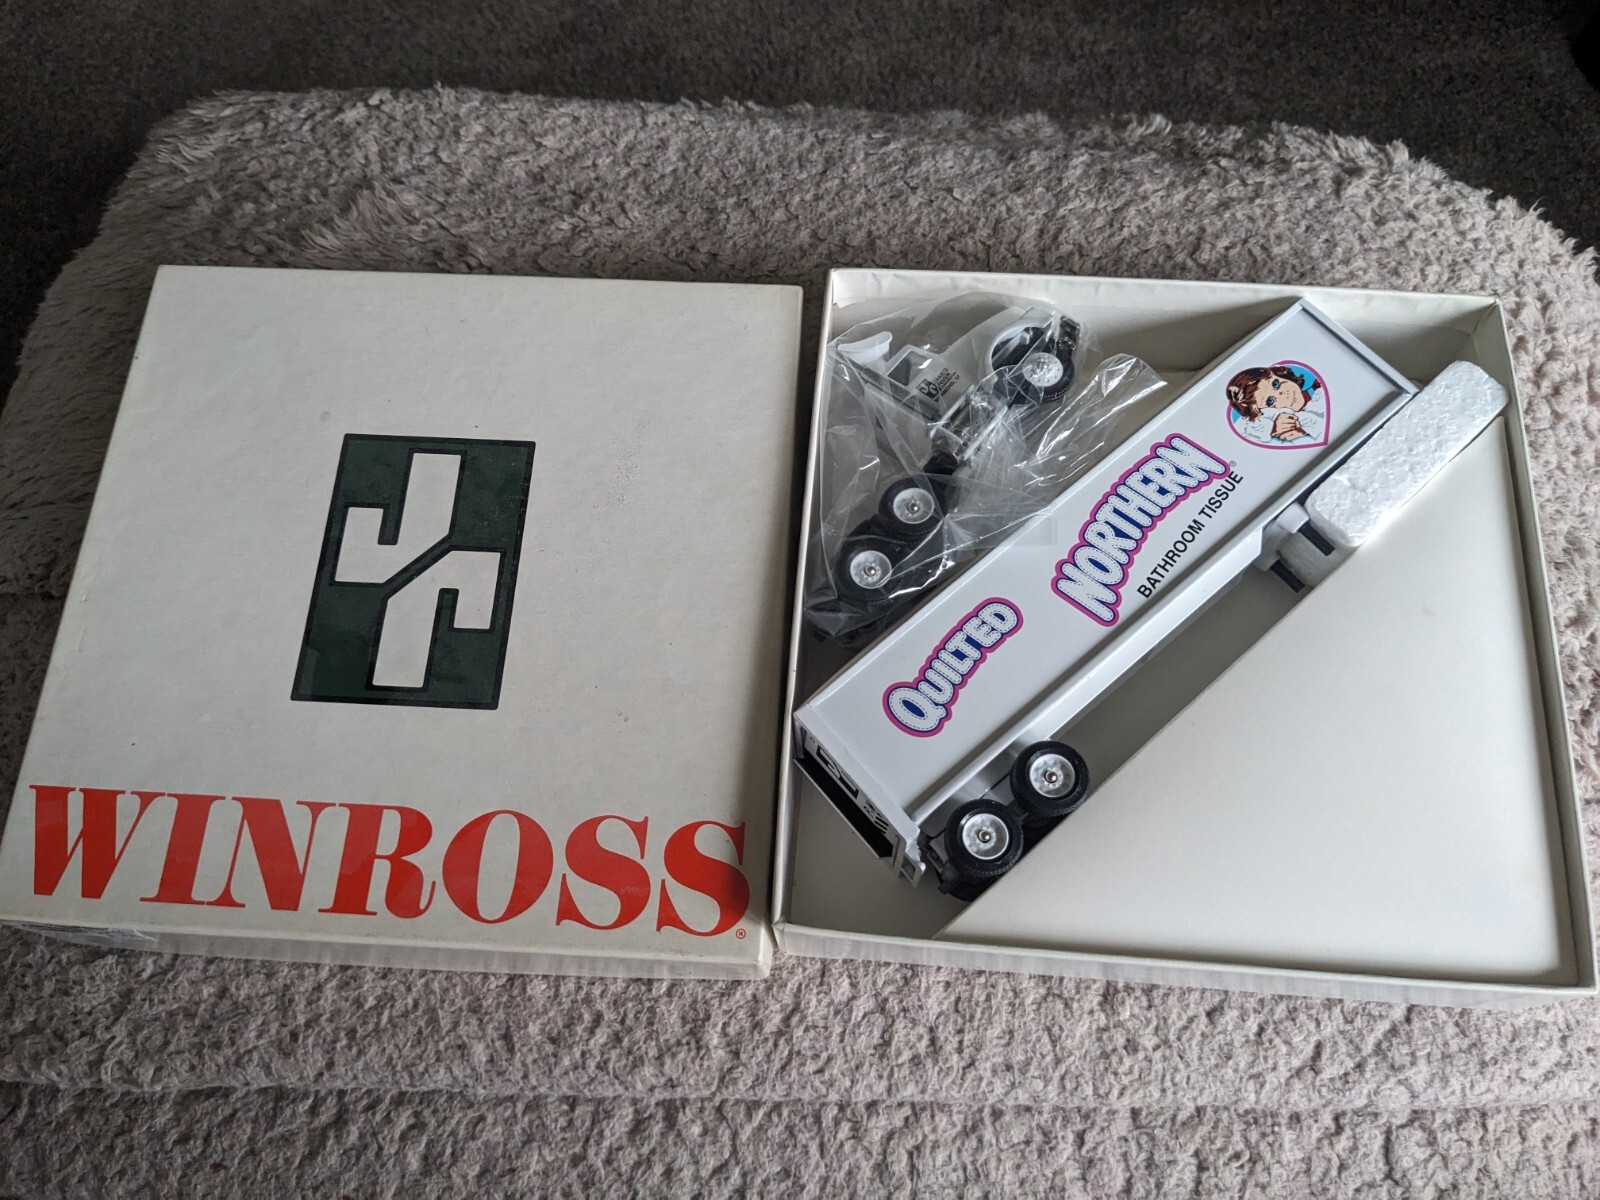 WINROSS®
QUILTED
NORTHERN®
BATHROOM TISSUE